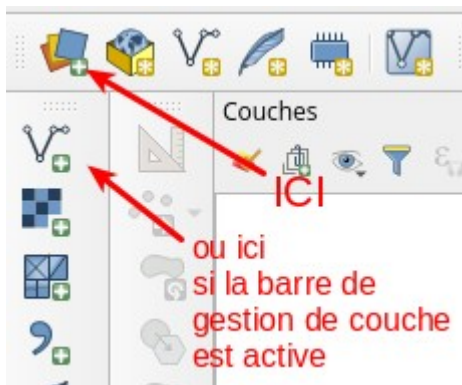 Couches
ICI
ou ici
si la barre de
gestion de couche
est active